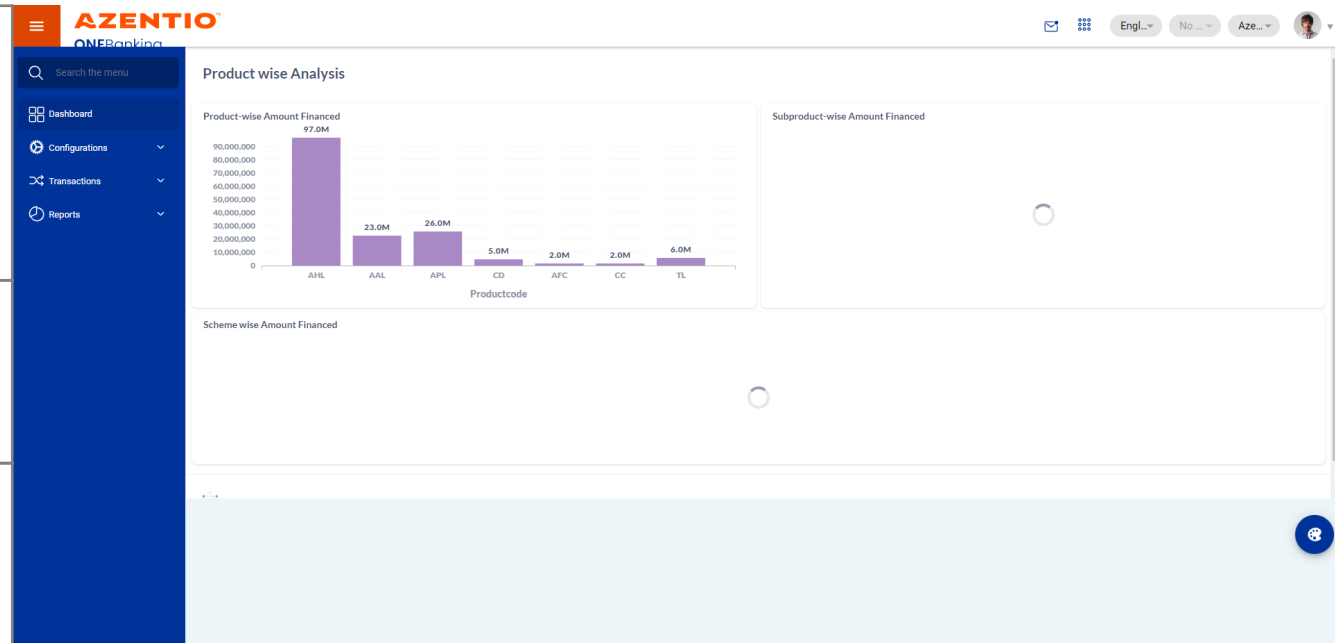 AZENTIO™
ONEBanking
Engl...
No ...
Aze...
Search the menu
Dashboard
Configurations
Transactions
Reports
Product wise Analysis
Product-wise Amount Financed
97.0M
90,000,000
80,000,000
70,000,000
60,000,000
50,000,000
40,000,000
30,000,000
20,000,000
10,000,000
0
23.0M
26.0M
5.0M
2.0M
2.0M
6.0M
AHL AAL APL CD AFC CC TL
Productcode
Subproduct-wise Amount Financed
Scheme wise Amount Financed